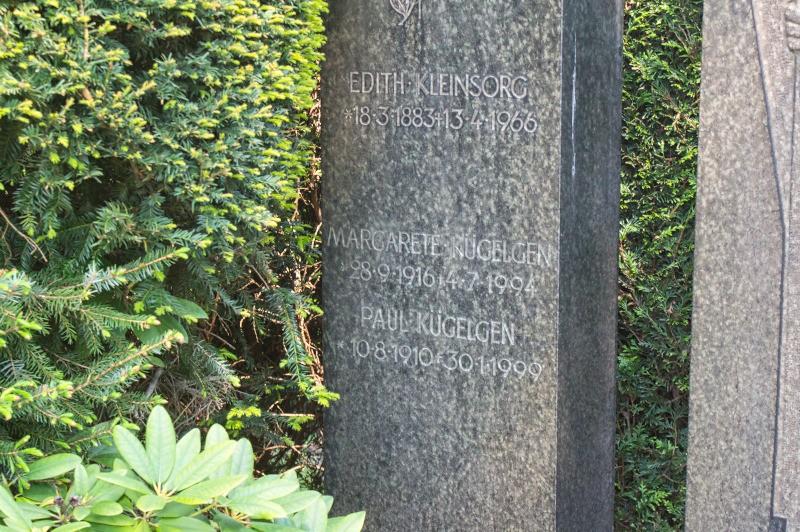 EDITH KLEINSORG
*18·3·1883+13·4·1966
MARGARETE KÜGELGEN
*28·9·1916+4·7·1994
PAUL KÜGELGEN
*10·8·1910+30·1·1999